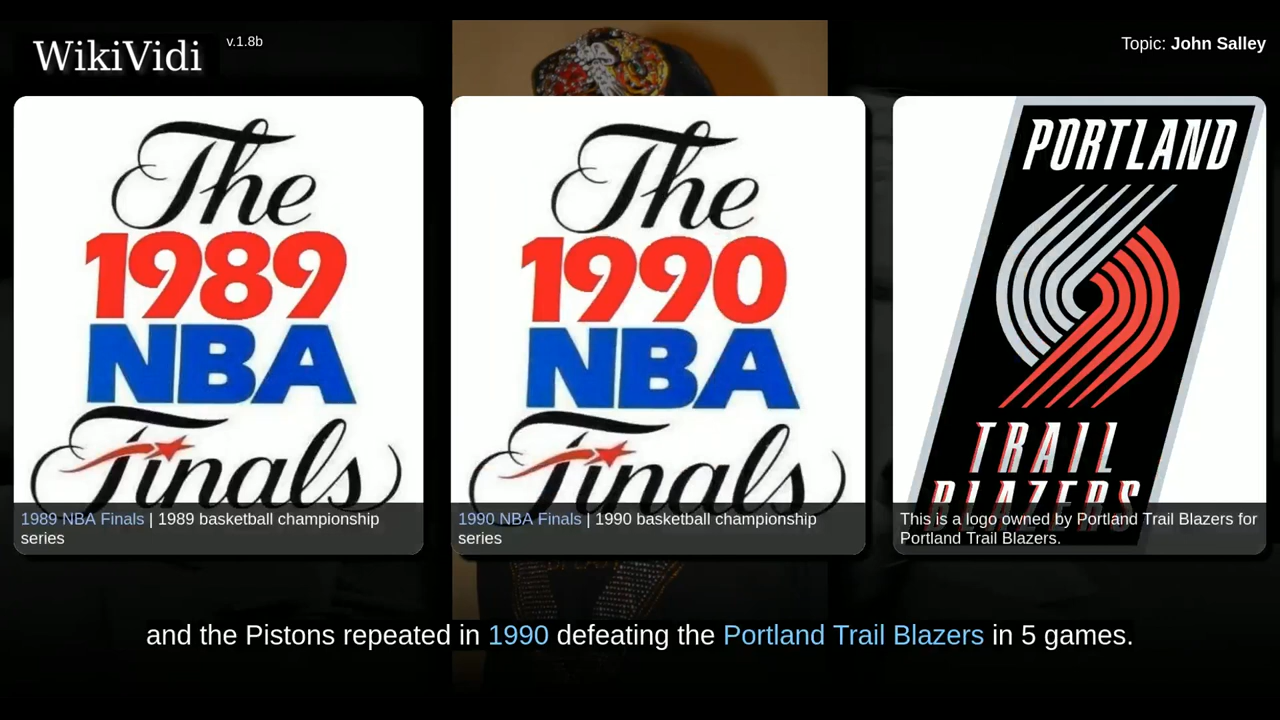 WikiVidi v.1.8b
Topic: John Salley
The
1989
NBA
Finals
1989 NBA Finals | 1989 basketball championship
series
The
1990
NBA
Finals
1990 NBA Finals | 1990 basketball championship
series
PORTLAND
TRAIL
BLAZERS
This is a logo owned by Portland Trail Blazers for
Portland Trail Blazers.
and the Pistons repeated in 1990 defeating the Portland Trail Blazers in 5 games.